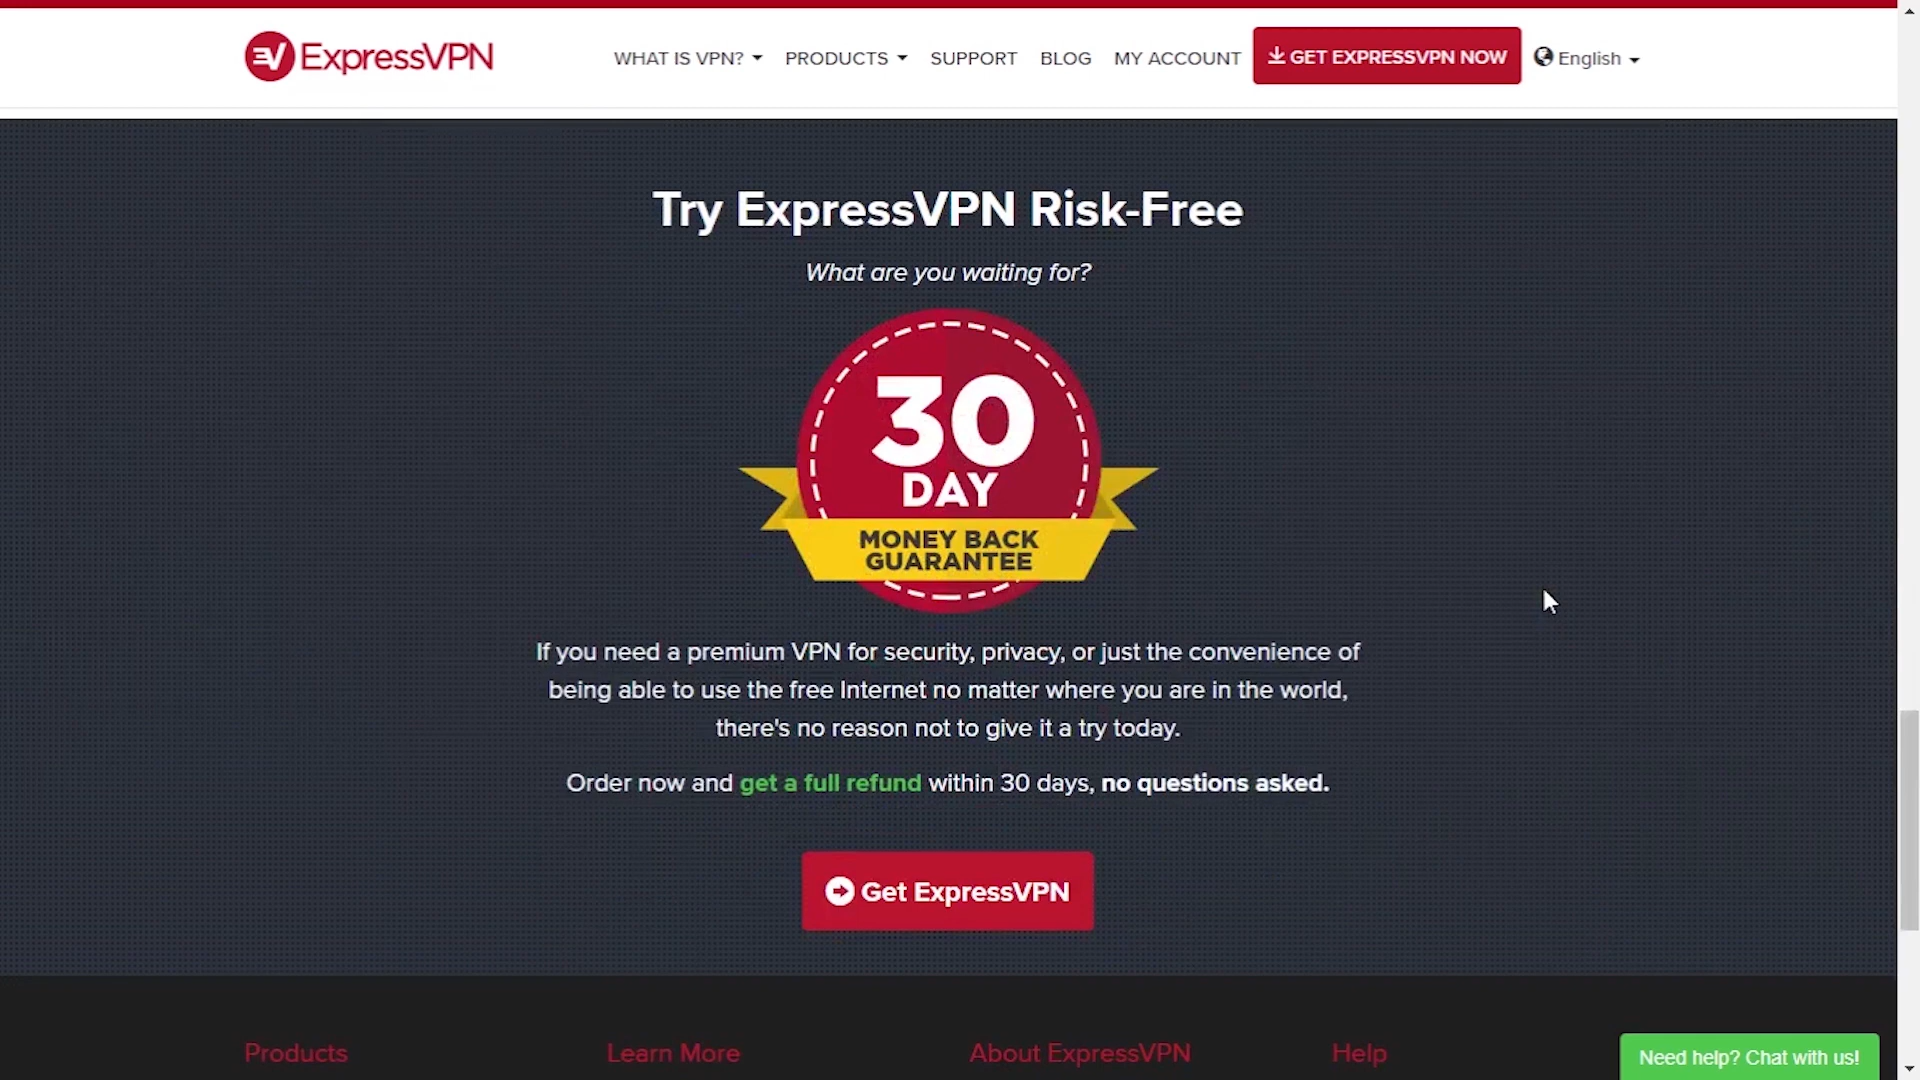 ExpressVPN
WHAT IS VPN? PRODUCTS SUPPORT BLOG MY ACCOUNT GET EXPRESSVPN NOW English
Try ExpressVPN Risk-Free
What are you waiting for?
30
DAY
MONEY BACK
GUARANTEE
If you need a premium VPN for security, privacy, or just the convenience of
being able to use the free Internet no matter where you are in the world,
there's no reason not to give it a try today.
Order now and get a full refund within 30 days, no questions asked.
Get ExpressVPN
Products Learn More About ExpressVPN Help
Need help? Chat with us!